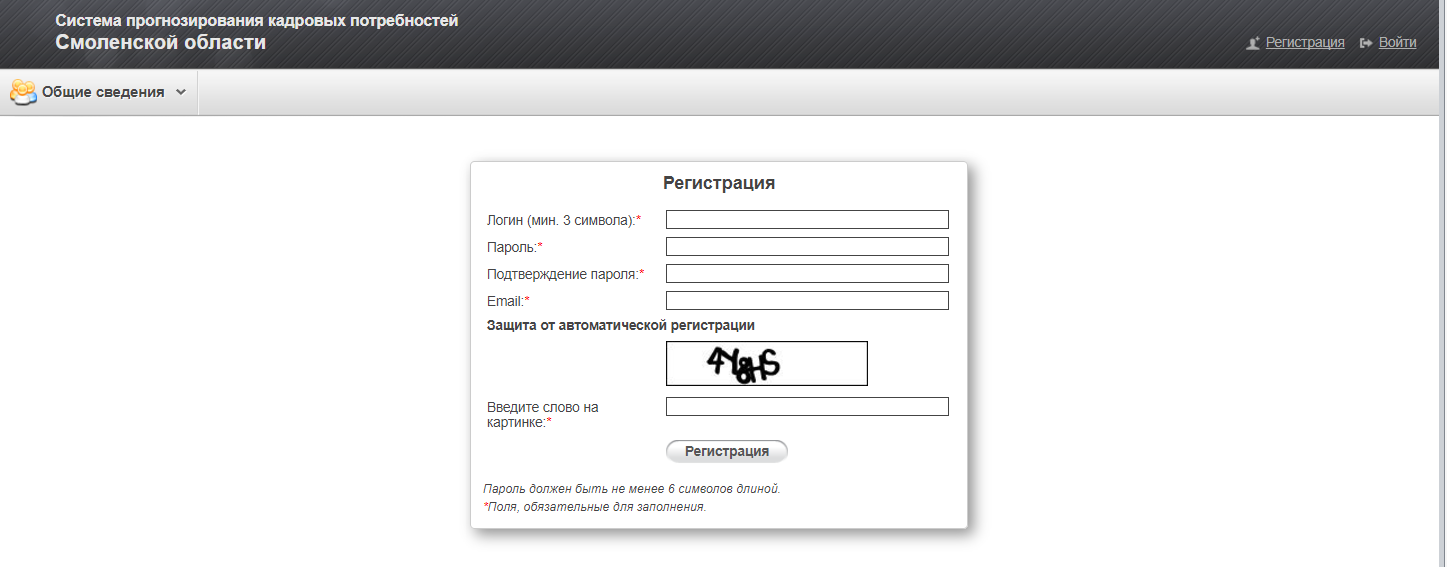 Система прогнозирования кадровых потребностей
Смоленской области
Регистрация Войти
Общие сведения
Регистрация
Логин (мин. 3 символа):*
Пароль:*
Подтверждение пароля:*
Email:*
Защита от автоматической регистрации
4Y8HS
Введите слово на
картинке:*
Регистрация
Пароль должен быть не менее 6 символов длиной.
*Поля, обязательные для заполнения.